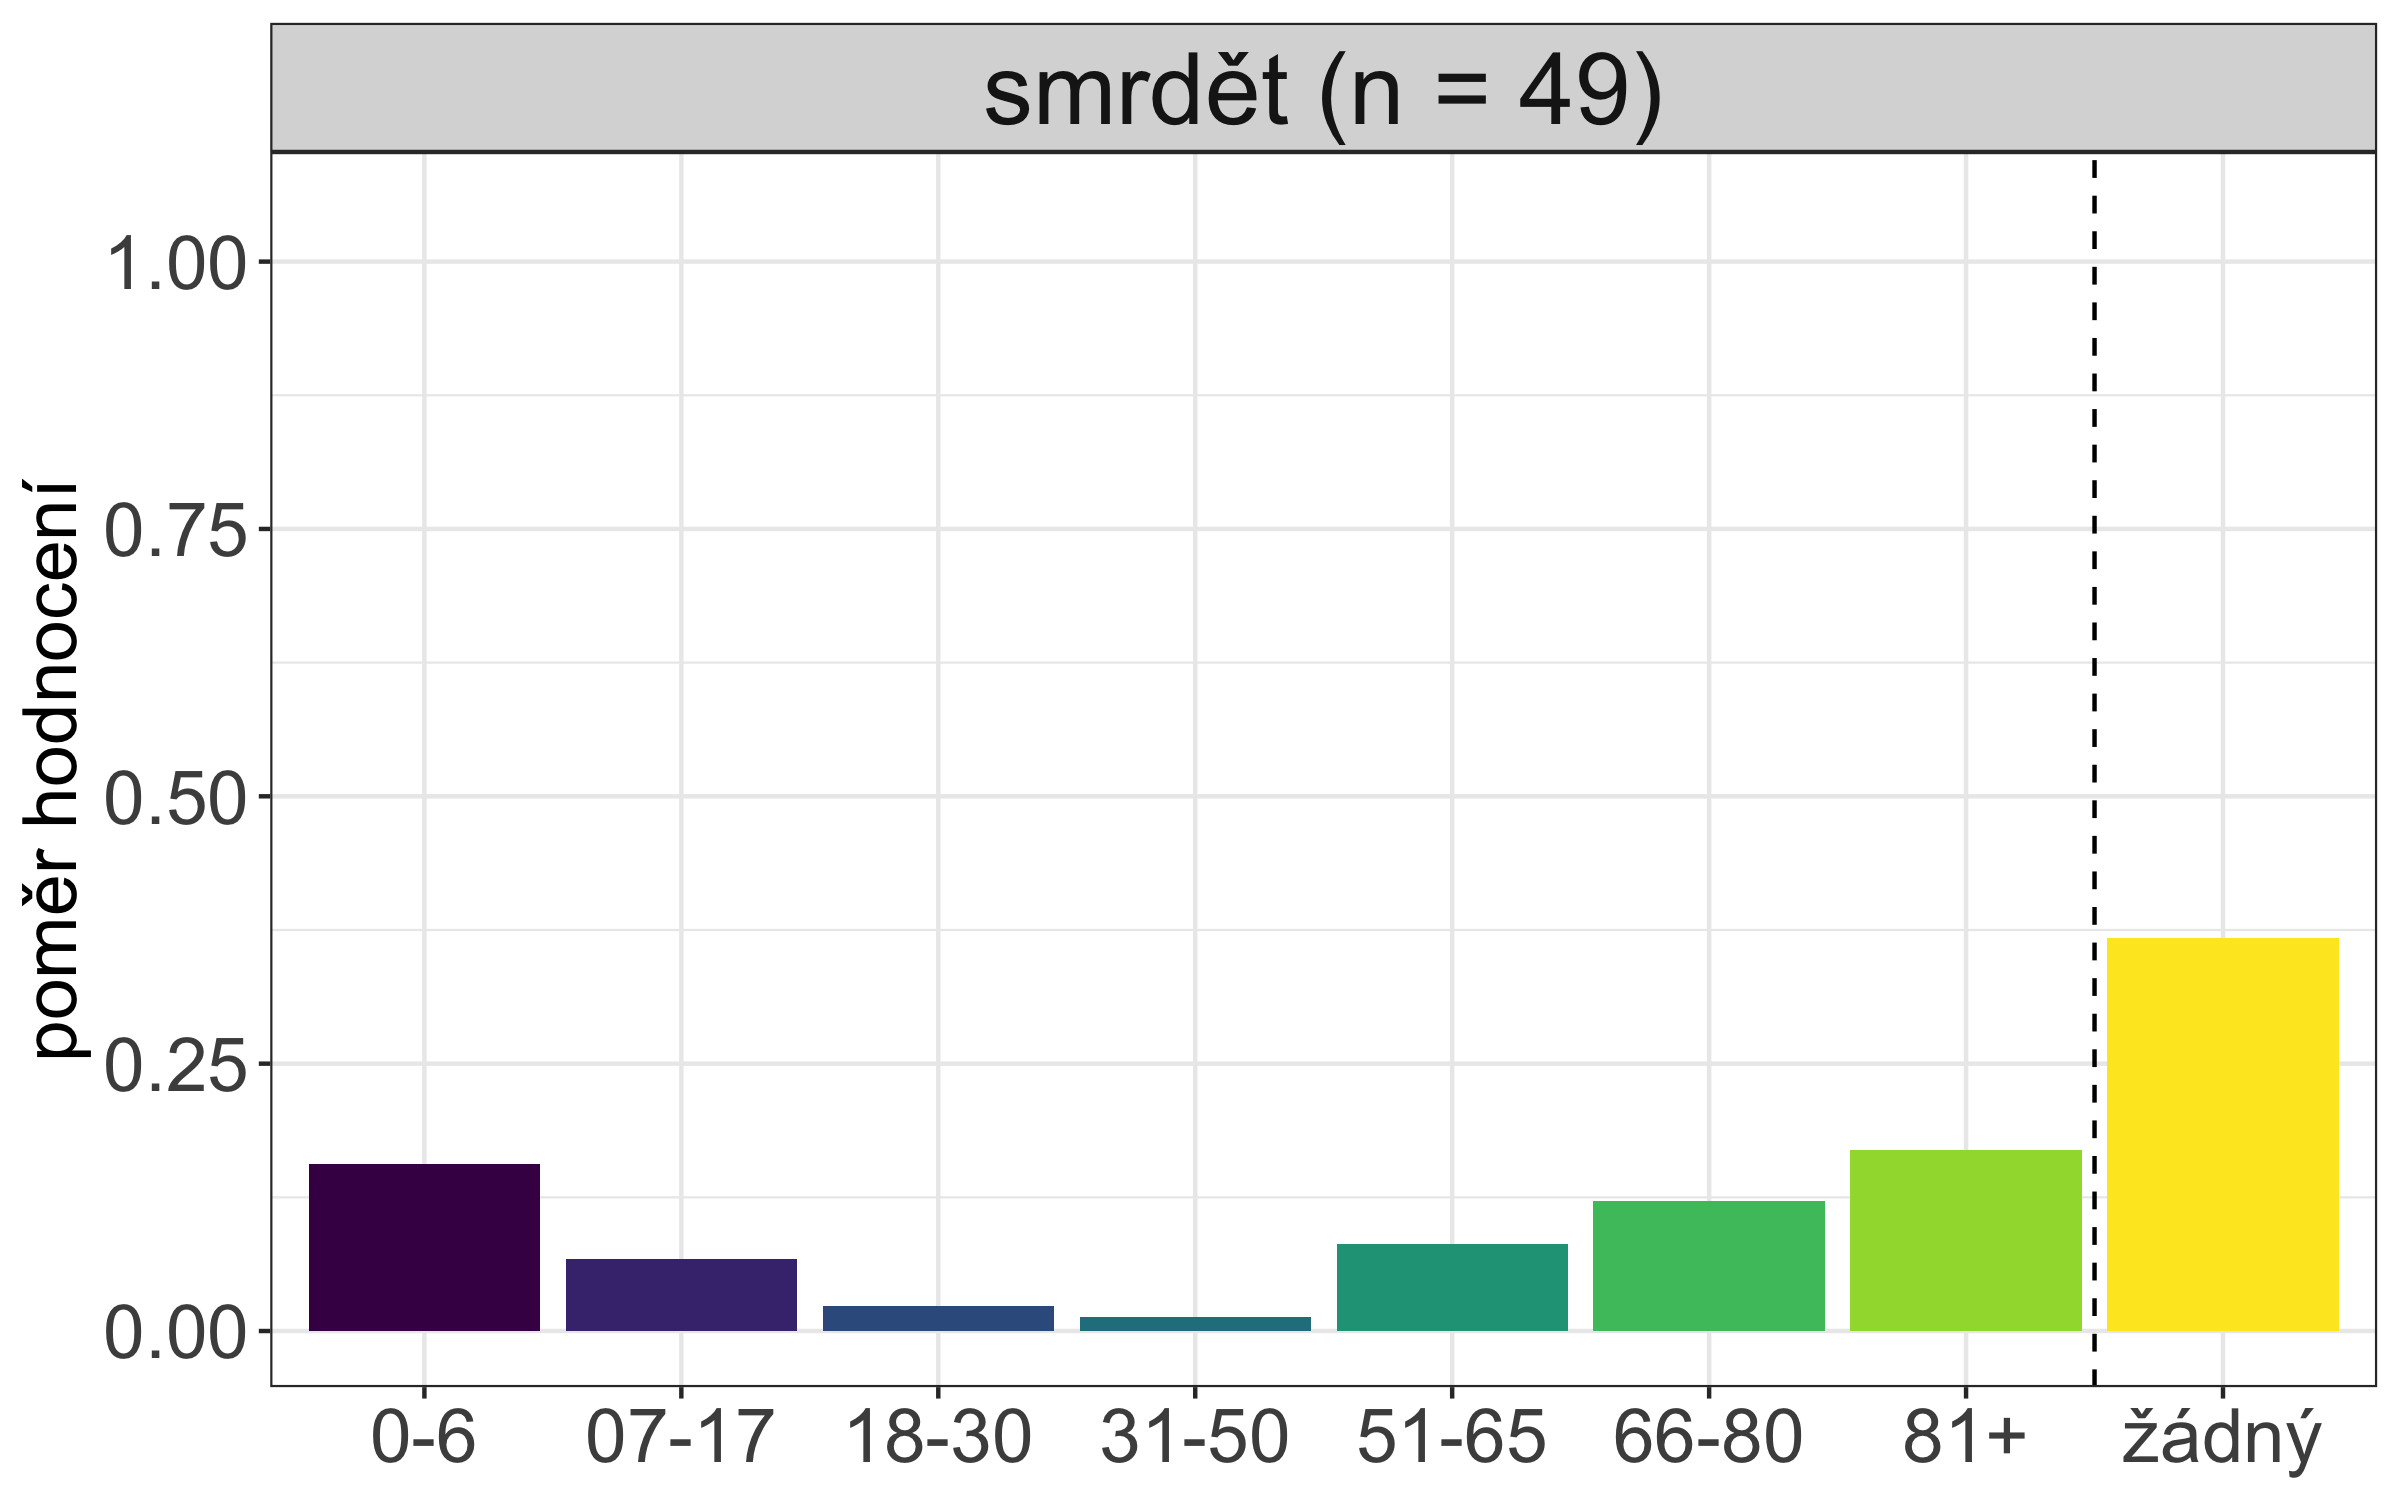 smrdět (n = 49)
poměr hodnocení
1.00
0.75
0.50
0.25
0.00
0-6 07-17 18-30 31-50 51-65 66-80 81+ žádný